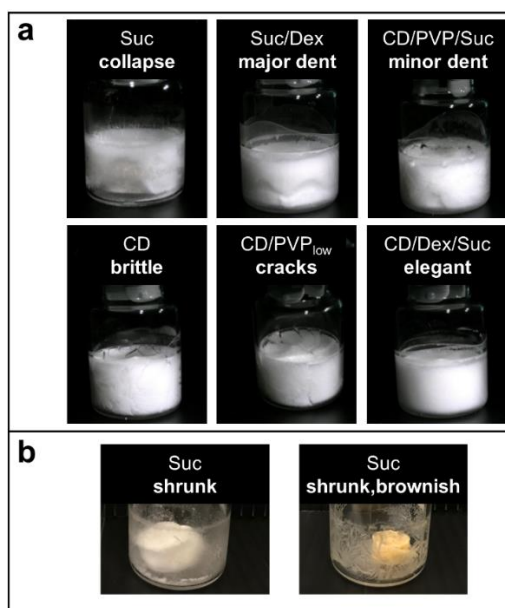 a
Suc
collapse
Suc/Dex
major dent
CD/PVP/Suc
minor dent
CD
brittle
CD/PVPlow
cracks
CD/Dex/Suc
elegant
b
Suc
shrunk
Suc
shrunk,brownish